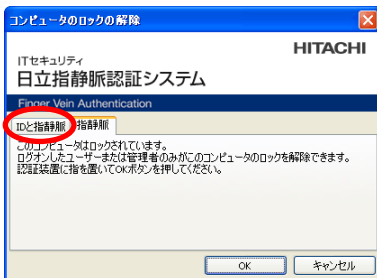 コンピュータのロックの解除
HITACHI
ITセキュリティ
日立指静脈認証システム
Finger Vein Authentication
IDと指静脈
指静脈
このコンピュータはロックされています。
ログオンしたユーザーまたは管理者のみがこのコンピュータのロックを解除できます。
認証装置に指を置いてOKボタンを押してください。
OK
キャンセル